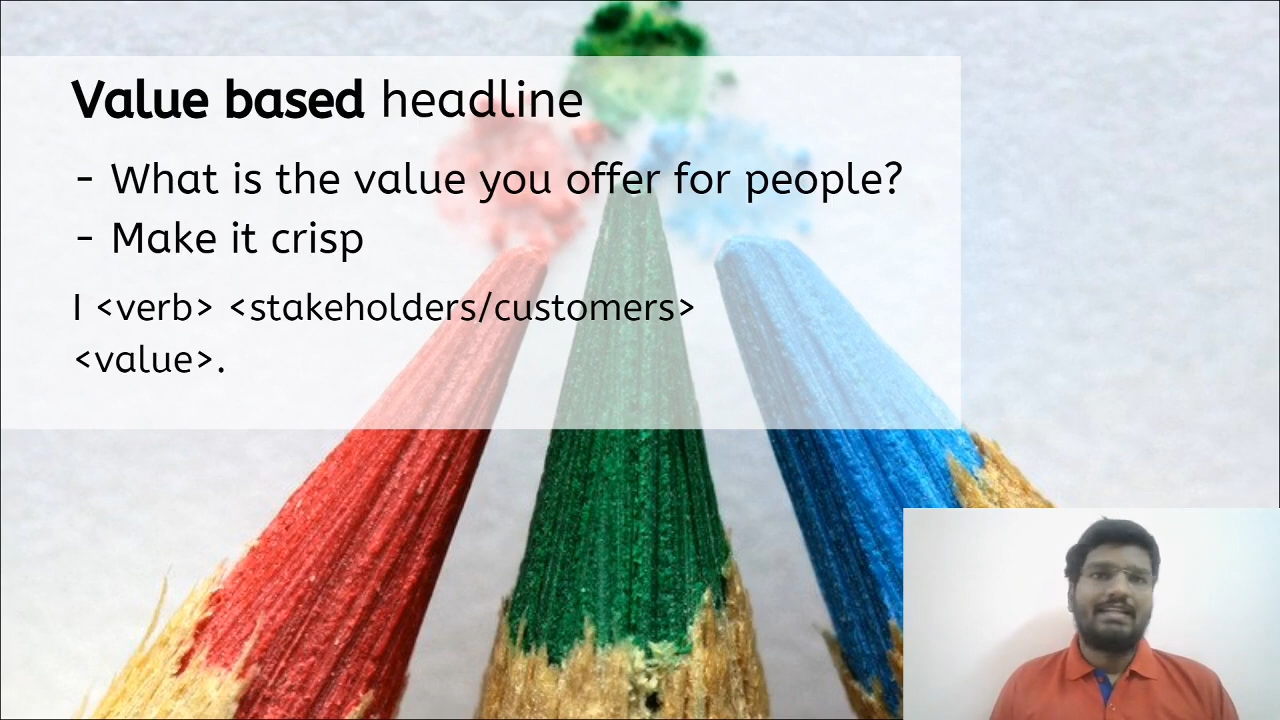 Value based headline
- What is the value you offer for people?
- Make it crisp
I <verb> <stakeholders/customers>
<value>.